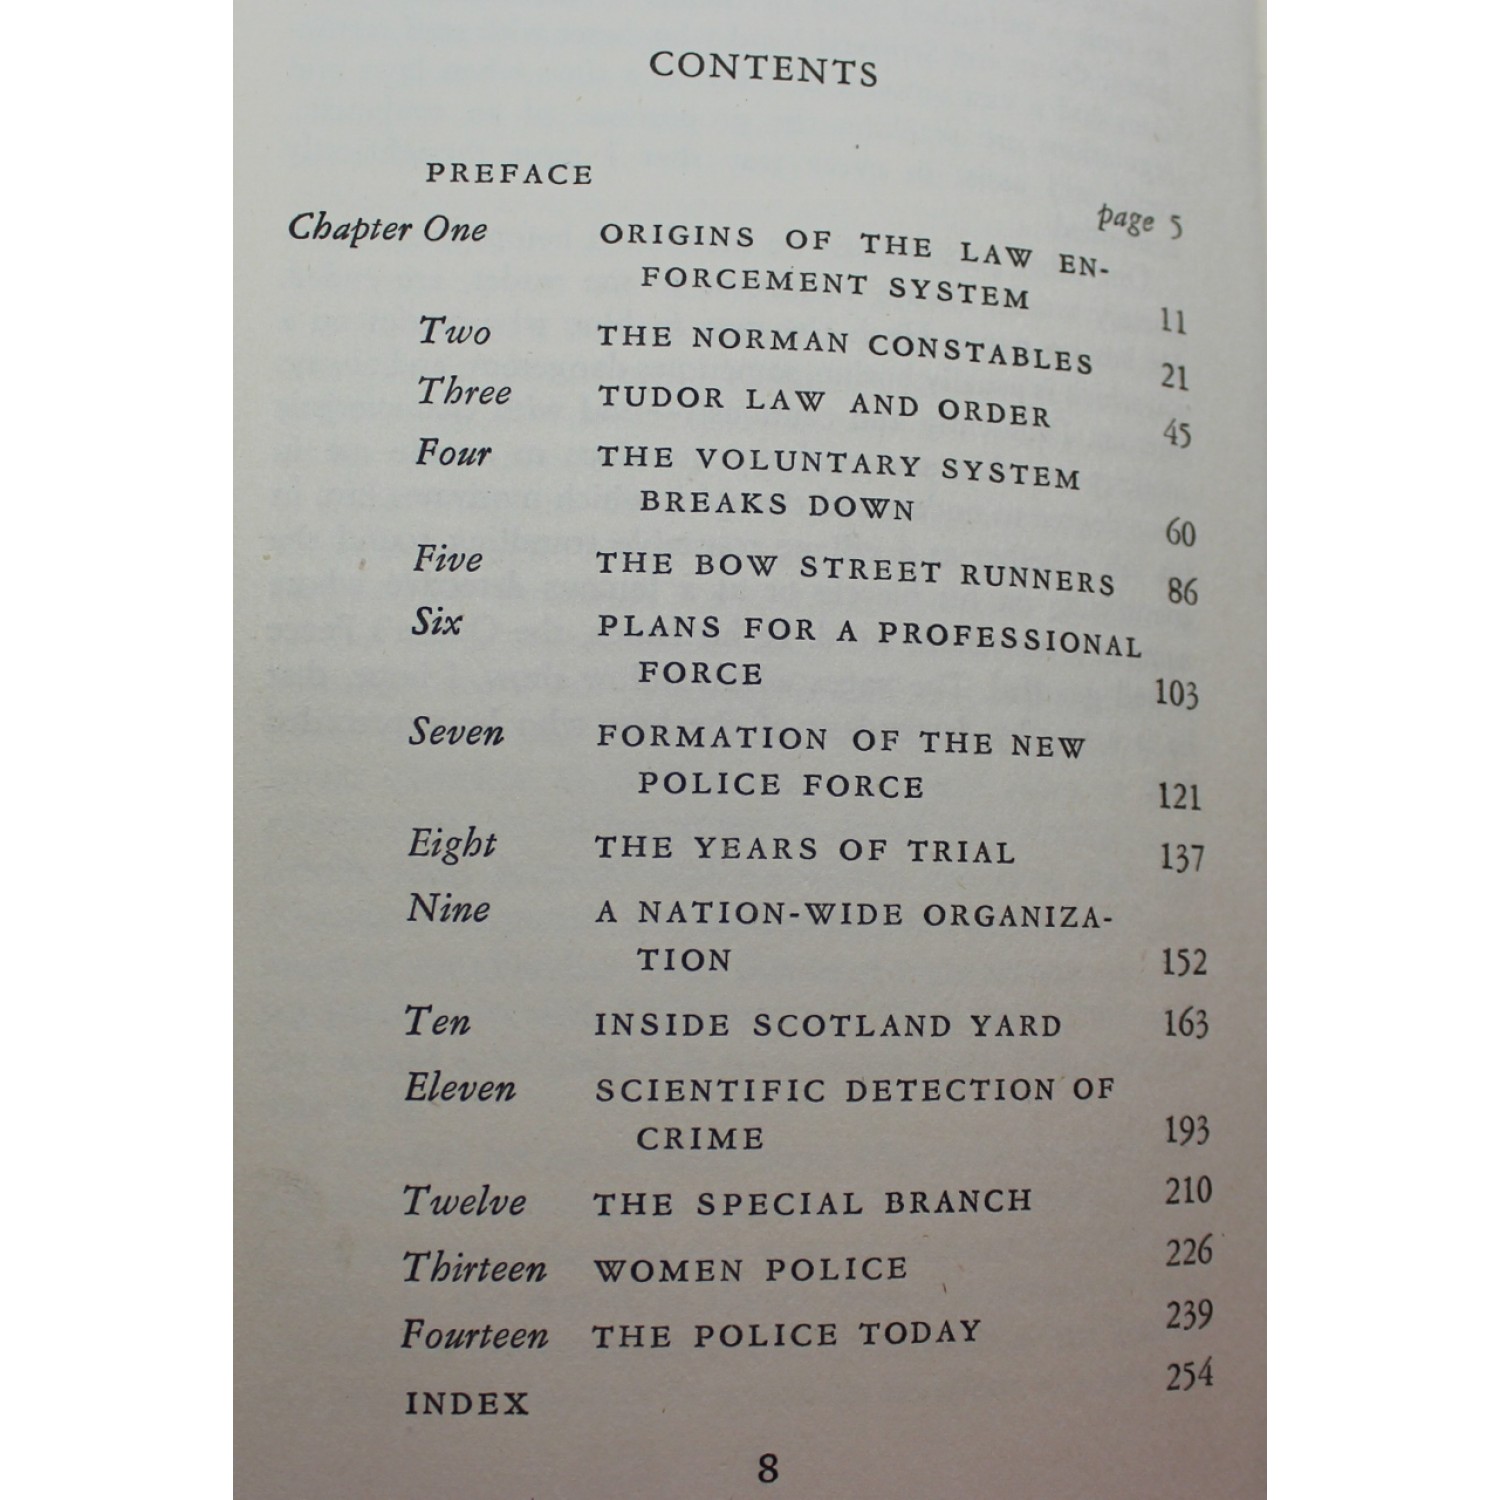 CONTENTS
PREFACE page 5
Chapter One ORIGINS OF THE LAW EN-
FORCEMENT SYSTEM 11
Two THE NORMAN CONSTABLES 21
Three TUDOR LAW AND ORDER 45
Four THE VOLUNTARY SYSTEM
BREAKS DOWN 60
Five THE BOW STREET RUNNERS 86
Six PLANS FOR A PROFESSIONAL
FORCE 103
Seven FORMATION OF THE NEW
POLICE FORCE 121
Eight THE YEARS OF TRIAL 137
Nine A NATION-WIDE ORGANIZA-
TION 152
Ten INSIDE SCOTLAND YARD 163
Eleven SCIENTIFIC DETECTION OF
CRIME 193
Twelve THE SPECIAL BRANCH 210
Thirteen WOMEN POLICE 226
Fourteen THE POLICE TODAY 239
INDEX 254
8